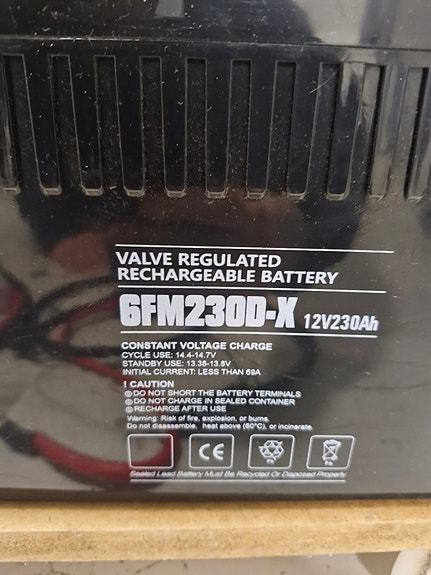 VALVE REGULATED
RECHARGEABLE BATTERY
6FM230D-X 12V230Ah
CONSTANT VOLTAGE CHARGE
CYCLE USE: 14.4-14.7V
STANDBY USE: 13.38-13.8V
INITIAL CURRENT: LESS THAN 69A
! CAUTION
DO NOT SHORT THE BATTERY TERMINALS
DO NOT CHARGE IN SEALED CONTAINER
RECHARGE AFTER USE
Warning: Risk of fire, explosion, or burns.
Do not disassemble, heat above (60°C), or incinerate.
CE Pb Pb
Sealed Lead Battery Must Be Recycled Or Disposed Properly